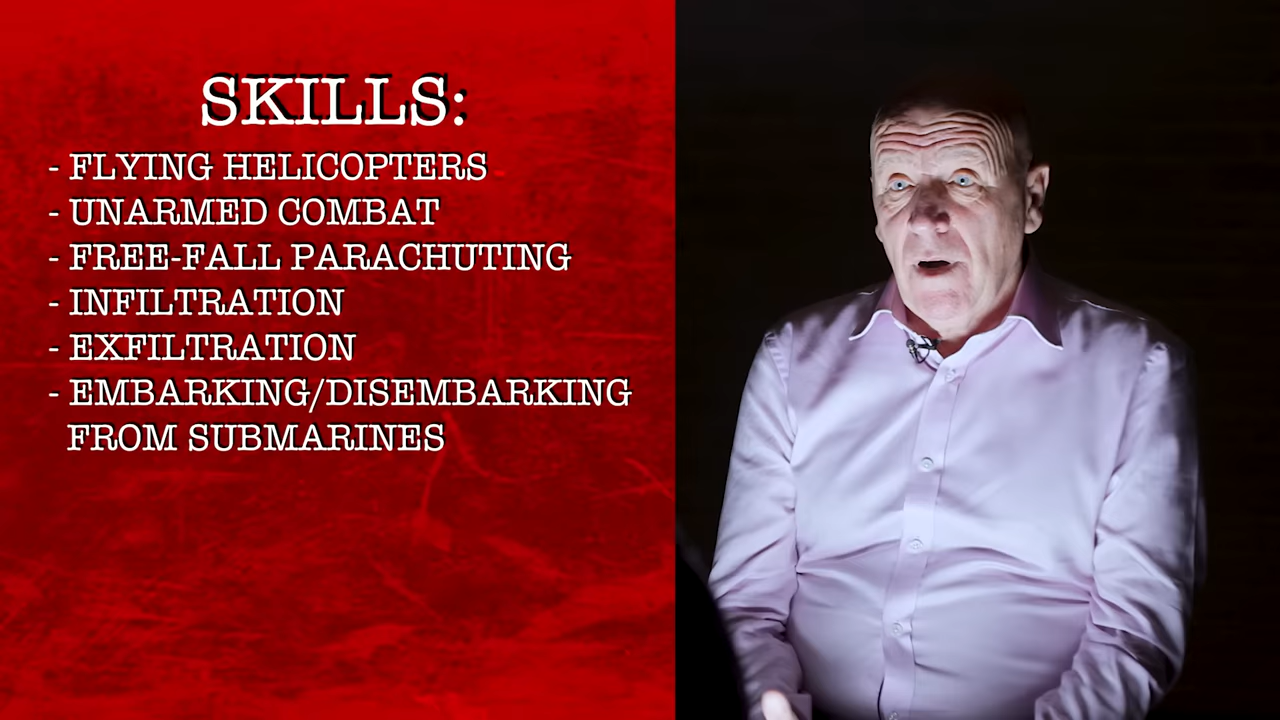 SKILLS:
- FLYING HELICOPTERS
- UNARMED COMBAT
- FREE-FALL PARACHUTING
- INFILTRATION
- EXFILTRATION
- EMBARKING/DISEMBARKING
FROM SUBMARINES